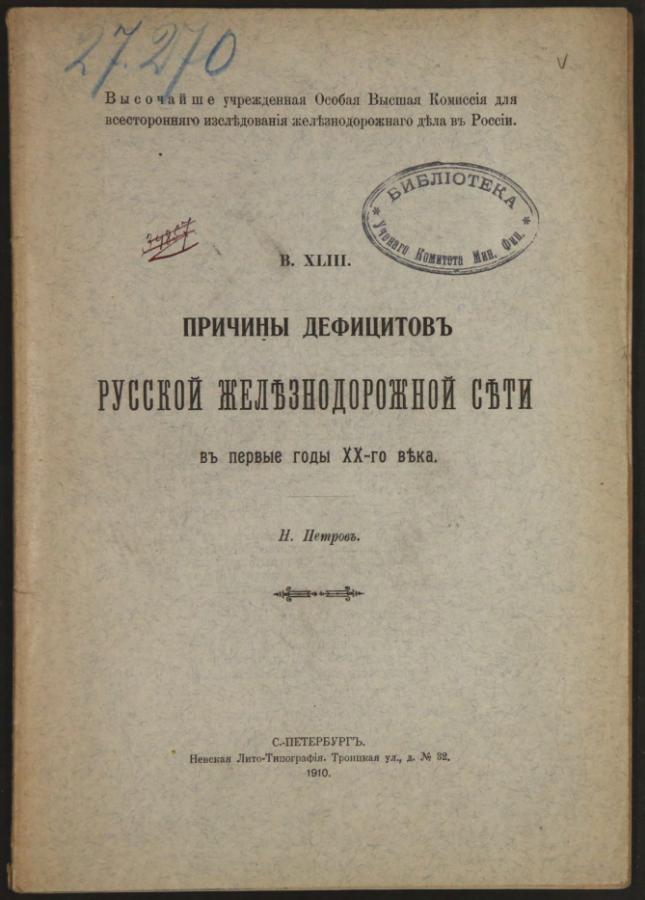 27.270
V
Высочайше учрежденная Особая Высшая Комиссія для
всесторонняго изслѣдованія желѣзнодорожнаго дѣла въ Россіи.
* БИБЛІОТЕКА *
Учонаго Комитета Мин. Фин.
В. XLIII.
ПРИЧИНЫ ДЕФИЦИТОВЪ
РУССКОЙ ЖЕЛѢЗНОДОРОЖНОЙ СѢТИ
въ первые годы XX-го вѣка.
Н. Петровъ.
С.-ПЕТЕРБУРГЪ.
Невская Лито-Типографія. Троицкая ул., д. № 32.
1910.